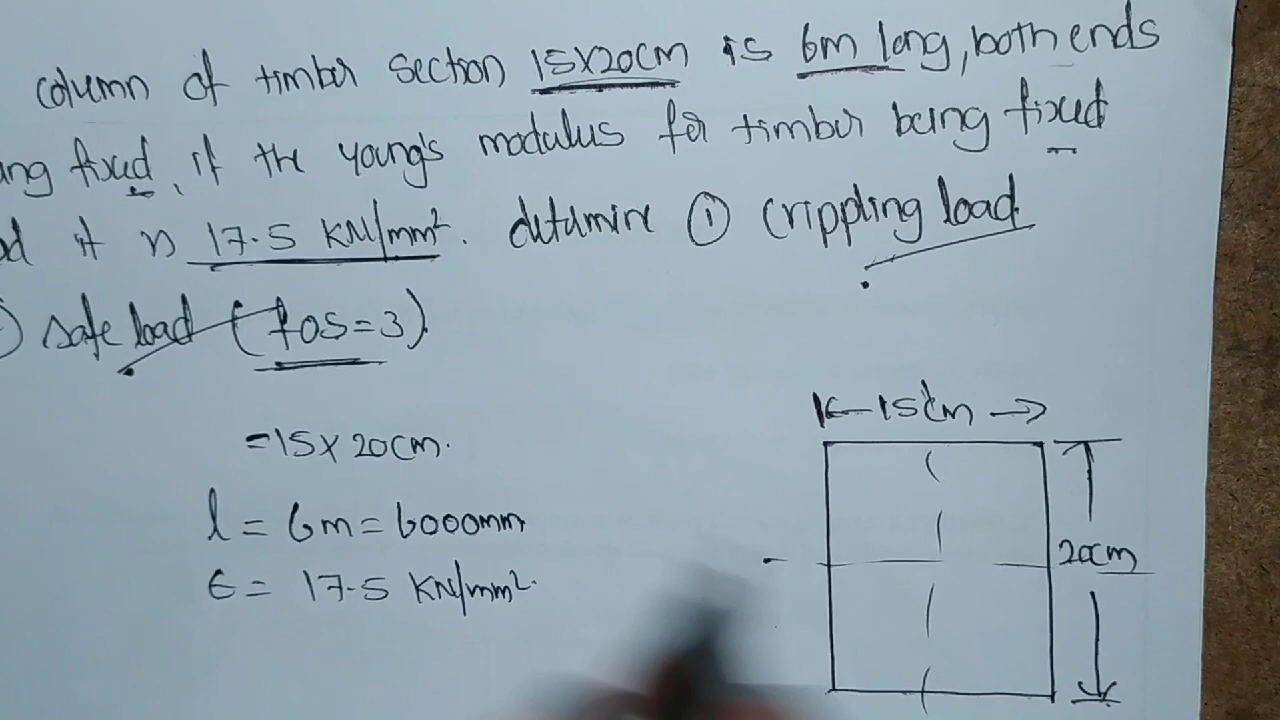 column of timber section 15x20cm is 6m long, both ends
ang fixed, if the young's modulus for timber being fixed
od it is 17.5 KN/mm². determine ① crippling load.
) safe load (fos=3)
K-15cm →
=15x 20cm.
l = 6m = 6000mm
20cm
E = 17.5 KN/mm².